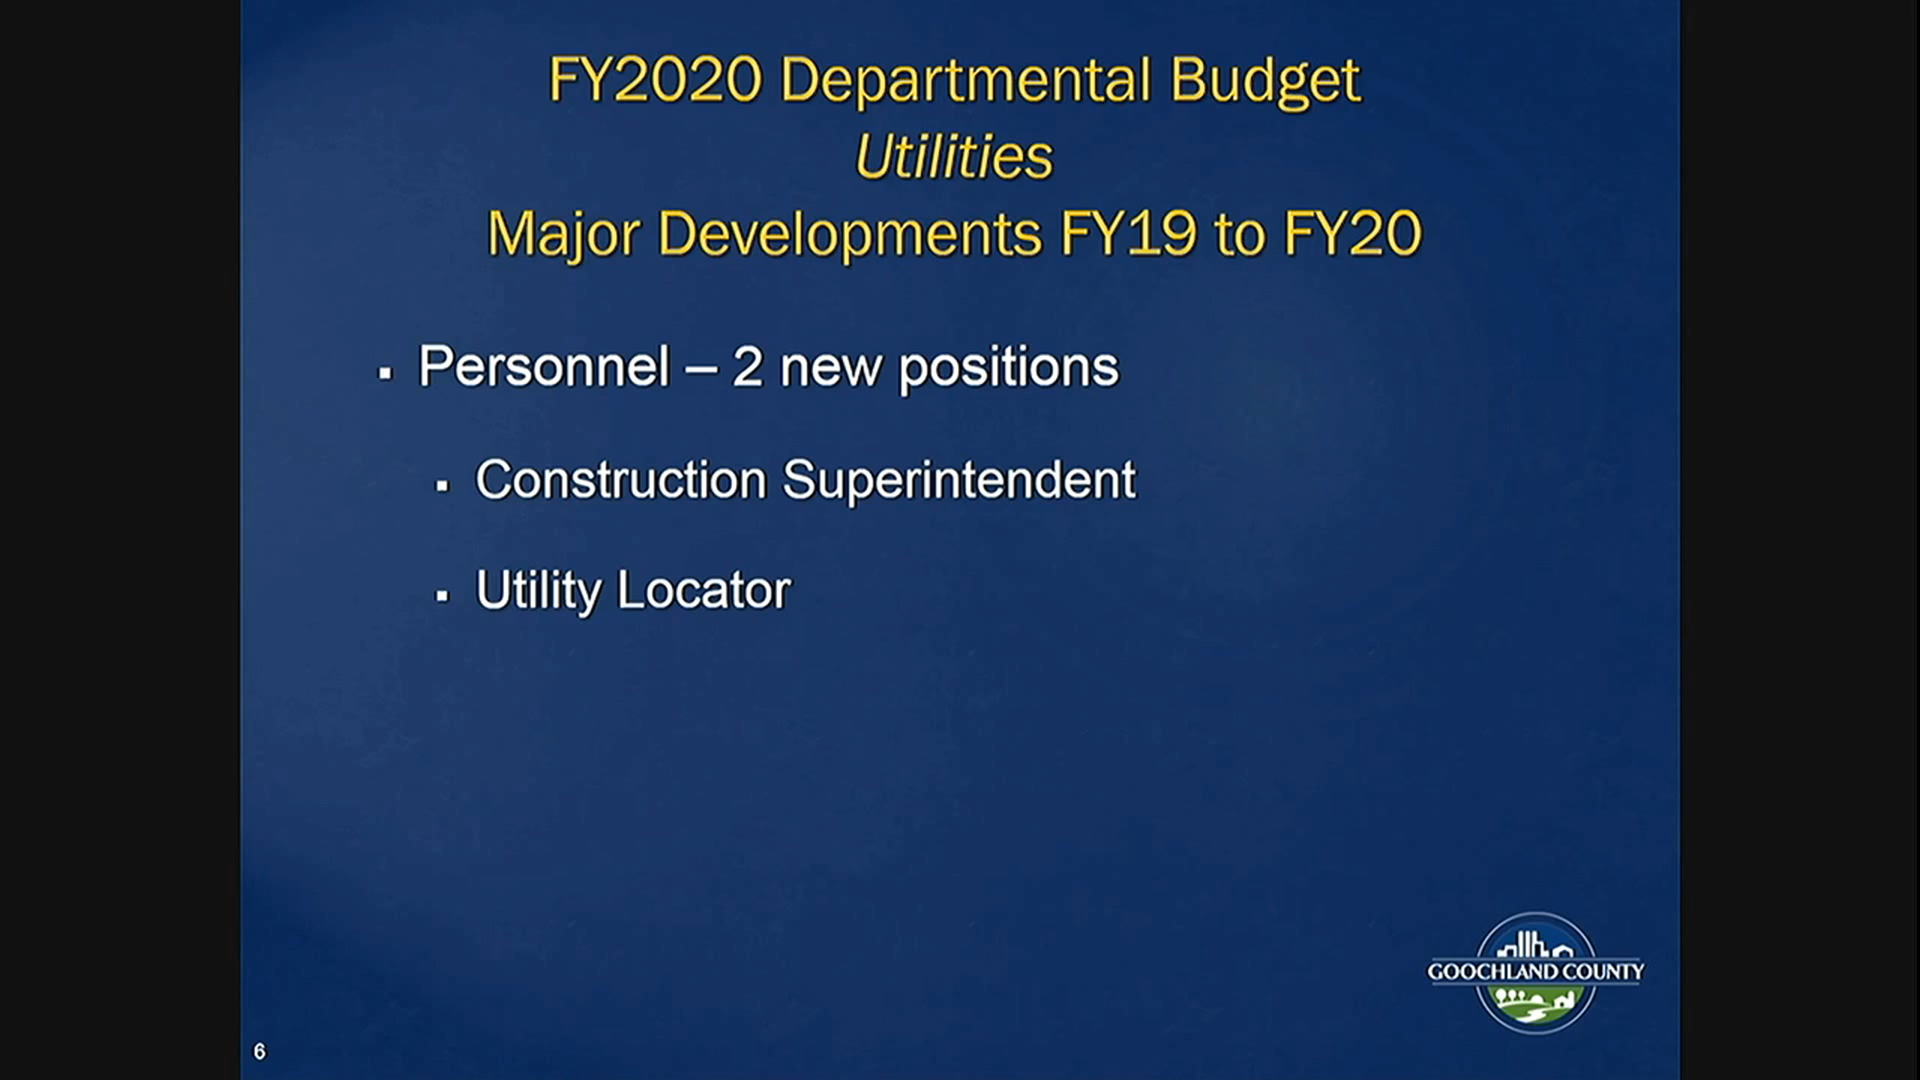 FY2020 Departmental Budget
Utilities
Major Developments FY19 to FY20
▪ Personnel – 2 new positions
▪ Construction Superintendent
▪ Utility Locator
GOOCHLAND COUNTY
6